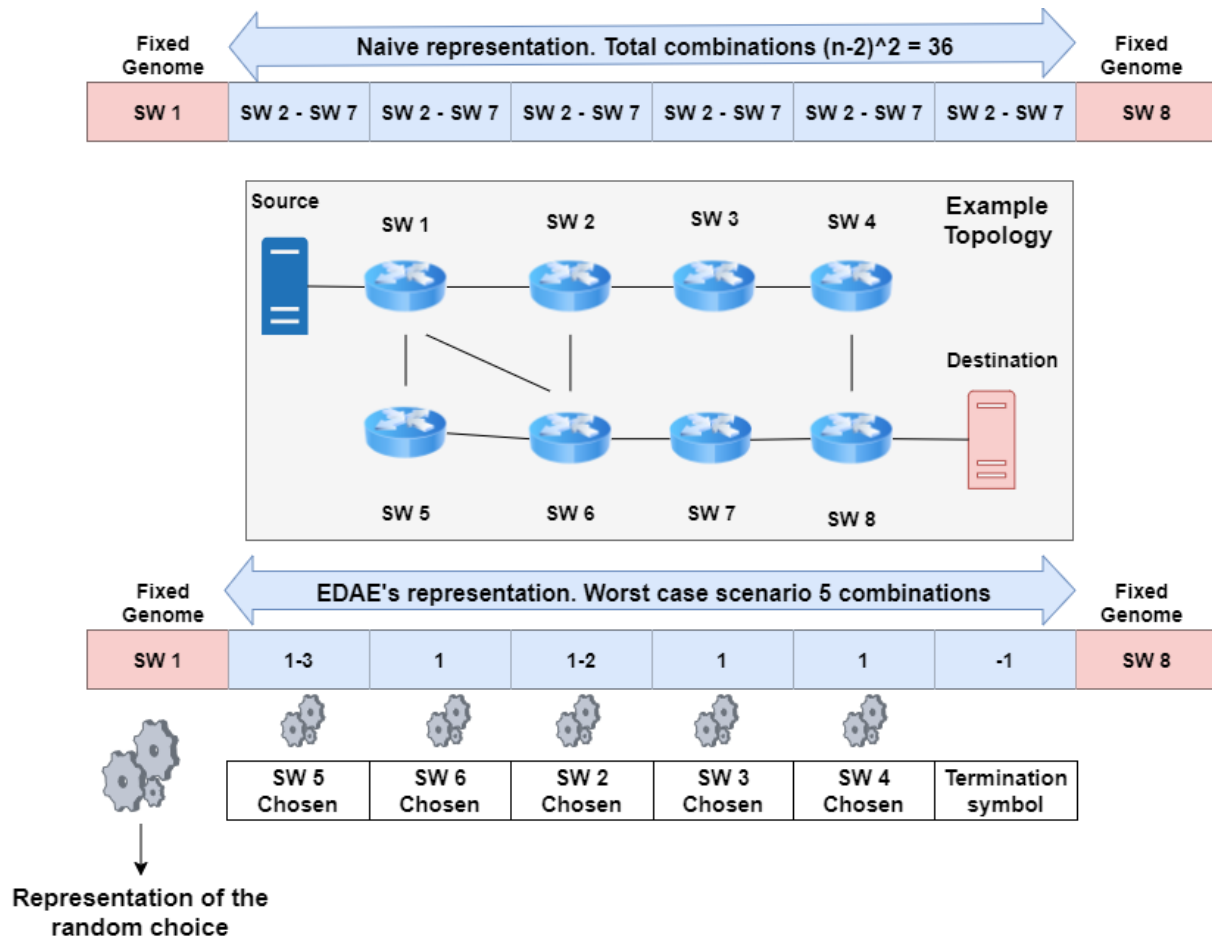 Fixed
Genome
Naive representation. Total combinations (n-2)^2 = 36
Fixed
Genome
SW 1
SW 2 - SW 7
SW 2 - SW 7
SW 2 - SW 7
SW 2 - SW 7
SW 2 - SW 7
SW 2 - SW 7
SW 8
Source
SW 1
SW 2
SW 3
SW 4
Example
Topology
Destination
SW 5
SW 6
SW 7
SW 8
Fixed
Genome
EDAE's representation. Worst case scenario 5 combinations
Fixed
Genome
SW 1
1-3
1
1-2
1
1
-1
SW 8
SW 5
Chosen
SW 6
Chosen
SW 2
Chosen
SW 3
Chosen
SW 4
Chosen
Termination
symbol
Representation of the
random choice